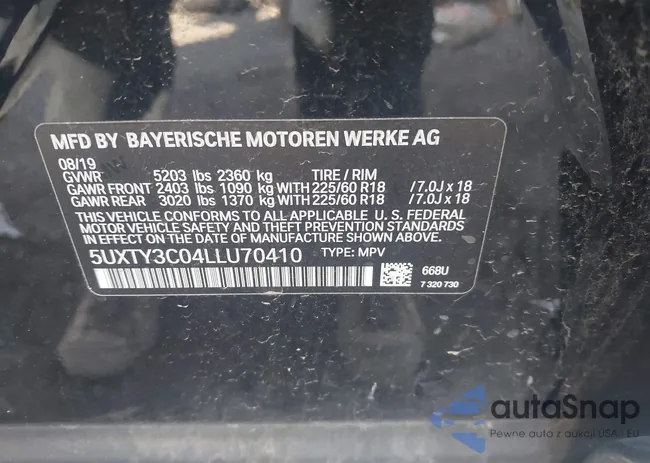 MFD BY BAYERISCHE MOTOREN WERKE AG
08/19
GVWR 5203 lbs 2360 kg TIRE / RIM
GAWR FRONT 2403 lbs 1090 kg WITH 225/60 R18 /7.0J x 18
GAWR REAR 3020 lbs 1370 kg WITH 225/60 R18 /7.0J x 18
THIS VEHICLE CONFORMS TO ALL APPLICABLE U. S. FEDERAL
MOTOR VEHICLE SAFETY AND THEFT PREVENTION STANDARDS
IN EFFECT ON THE DATE OF MANUFACTURE SHOWN ABOVE.
5UXTY3C04LLU70410 TYPE: MPV
668U
7 320 730
autoSnap
Pewne auta z aukcji USA i EU